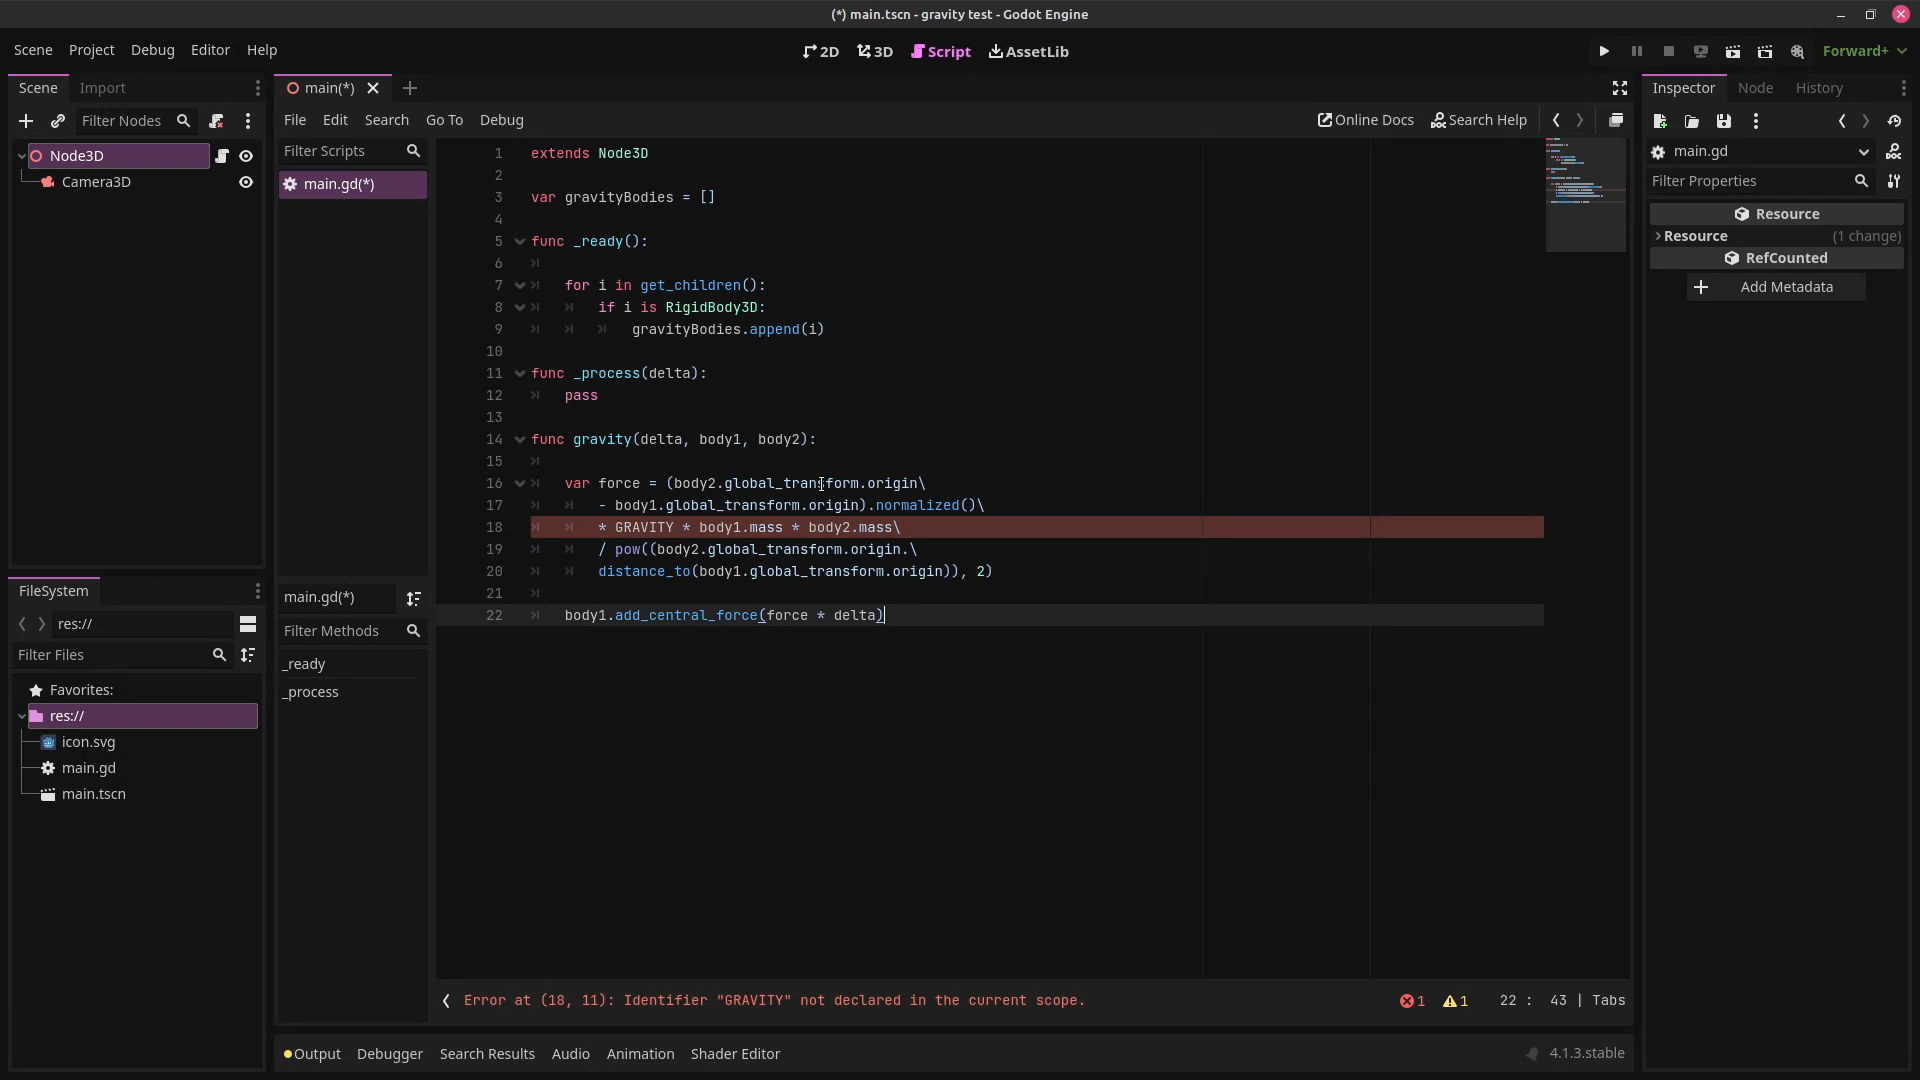 (*) main.tscn - gravity test - Godot Engine
Scene Project Debug Editor Help
2D 3D Script AssetLib
Forward+
Scene Import
Filter Nodes
Node3D
Camera3D
FileSystem
res://
Filter Files
Favorites:
res://
icon.svg
main.gd
main.tscn
main(*)
File Edit Search Go To Debug
Online Docs Search Help
Filter Scripts
main.gd(*)
main.gd(*)
Filter Methods
_ready
_process
1 extends Node3D
2
3 var gravityBodies = []
4
5 func _ready():
6
7 for i in get_children():
8 if i is RigidBody3D:
9 gravityBodies.append(i)
10
11 func _process(delta):
12 pass
13
14 func gravity(delta, body1, body2):
15
16 var force = (body2.global_transform.origin\
17 - body1.global_transform.origin).normalized()\
18 * GRAVITY * body1.mass * body2.mass\
19 / pow((body2.global_transform.origin.\
20 distance_to(body1.global_transform.origin)), 2)
21
22 body1.add_central_force(force * delta)
Error at (18, 11): Identifier "GRAVITY" not declared in the current scope.
1 1 22 : 43 | Tabs
Output Debugger Search Results Audio Animation Shader Editor
4.1.3.stable
Inspector Node History
main.gd
Filter Properties
Resource
Resource (1 change)
RefCounted
Add Metadata